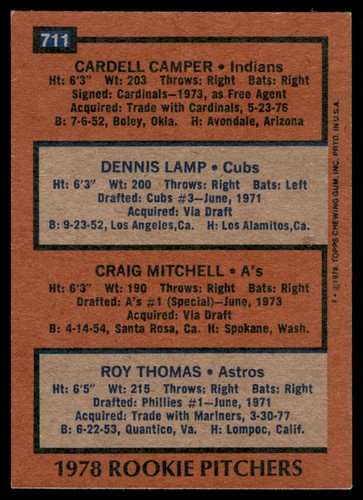 711
CARDELL CAMPER • Indians
Ht: 6'3" Wt: 203 Throws: Right Bats: Right
Signed: Cardinals—1973, as Free Agent
Acquired: Trade with Cardinals, 5-23-76
B: 7-6-52, Boley, Okla. H: Avondale, Arizona
DENNIS LAMP • Cubs
Ht: 6'3" Wt: 200 Throws: Right Bats: Left
Drafted: Cubs #3—June, 1971
Acquired: Via Draft
B: 9-23-52, Los Angeles,Ca. H: Los Alamitos,Ca.
CRAIG MITCHELL • A's
Ht: 6'3" Wt: 190 Throws: Right Bats: Right
Drafted: A's #1 (Special)—June, 1973
Acquired: Via Draft
B: 4-14-54, Santa Rosa, Ca. H: Spokane, Wash.
ROY THOMAS • Astros
Ht: 6'5" Wt: 215 Throws: Right Bats: Right
Drafted: Phillies #1—June, 1971
Acquired: Trade with Mariners, 3-30-77
B: 6-22-53, Quantico, Va. H: Lompoc, Calif.
1978 ROOKIE PITCHERS
F • ©1978 TOPPS CHEWING GUM, INC. PRTD. IN U.S.A.